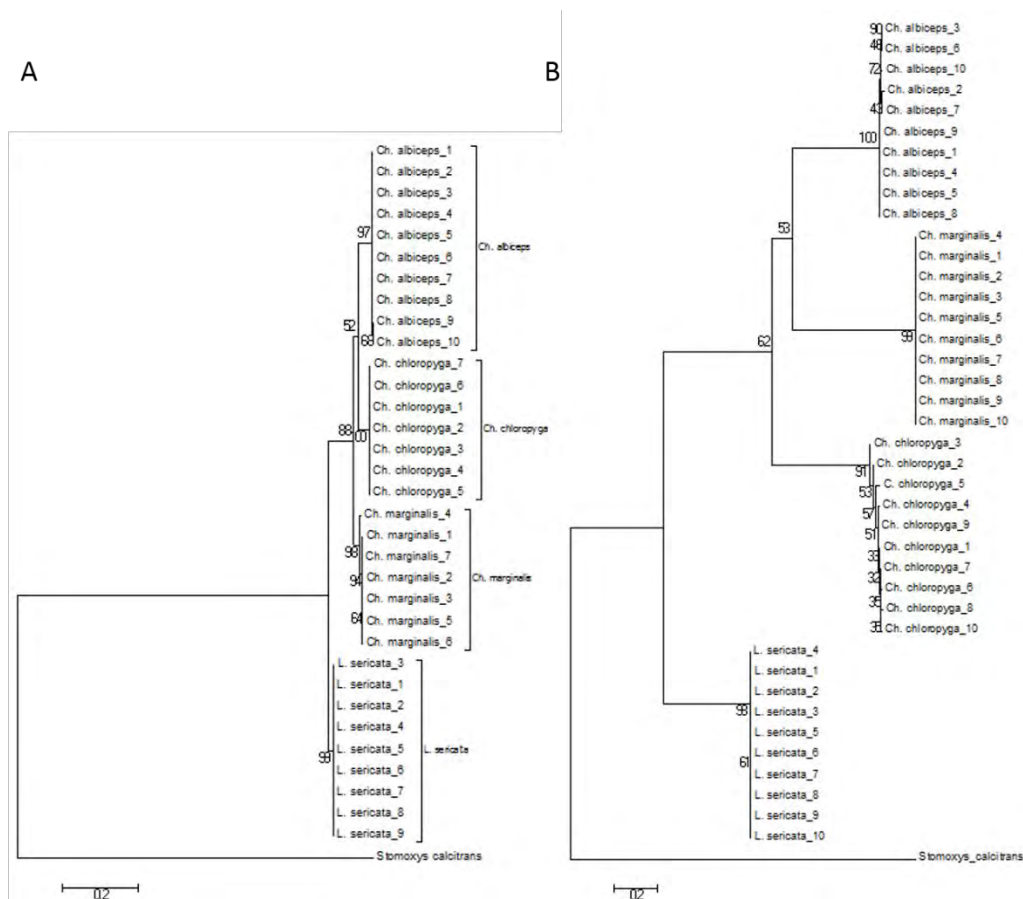 A
97
52
68
88
00
98
94
64
99
Ch. albiceps_1
Ch. albiceps_2
Ch. albiceps_3
Ch. albiceps_4
Ch. albiceps_5
Ch. albiceps_6
Ch. albiceps_7
Ch. albiceps_8
Ch. albiceps_9
Ch. albiceps_10
Ch. albiceps
Ch. chloropyga_7
Ch. chloropyga_6
Ch. chloropyga_1
Ch. chloropyga_2
Ch. chloropyga_3
Ch. chloropyga_4
Ch. chloropyga_5
Ch. chloropyga
Ch. marginalis_4
Ch. marginalis_1
Ch. marginalis_7
Ch. marginalis_2
Ch. marginalis_3
Ch. marginalis_5
Ch. marginalis_6
Ch. marginalis
L. sericata_3
L. sericata_1
L. sericata_2
L. sericata_4
L. sericata_5
L. sericata_6
L. sericata_7
L. sericata_8
L. sericata_9
L. sericata
Stomoxys calcitrans
0.2
B
90
48
72
43
100
53
99
62
91
53
57
51
33
32
35
36
98
61
Ch. albiceps_3
Ch. albiceps_6
Ch. albiceps_10
Ch. albiceps_2
Ch. albiceps_7
Ch. albiceps_9
Ch. albiceps_1
Ch. albiceps_4
Ch. albiceps_5
Ch. albiceps_8
Ch. marginalis_4
Ch. marginalis_1
Ch. marginalis_2
Ch. marginalis_3
Ch. marginalis_5
Ch. marginalis_6
Ch. marginalis_7
Ch. marginalis_8
Ch. marginalis_9
Ch. marginalis_10
Ch. chloropyga_3
Ch. chloropyga_2
C. chloropyga_5
Ch. chloropyga_4
Ch. chloropyga_9
Ch. chloropyga_1
Ch. chloropyga_7
Ch. chloropyga_6
Ch. chloropyga_8
Ch. chloropyga_10
L. sericata_4
L. sericata_1
L. sericata_2
L. sericata_3
L. sericata_5
L. sericata_6
L. sericata_7
L. sericata_8
L. sericata_9
L. sericata_10
Stomoxys_calcitrans
0.2